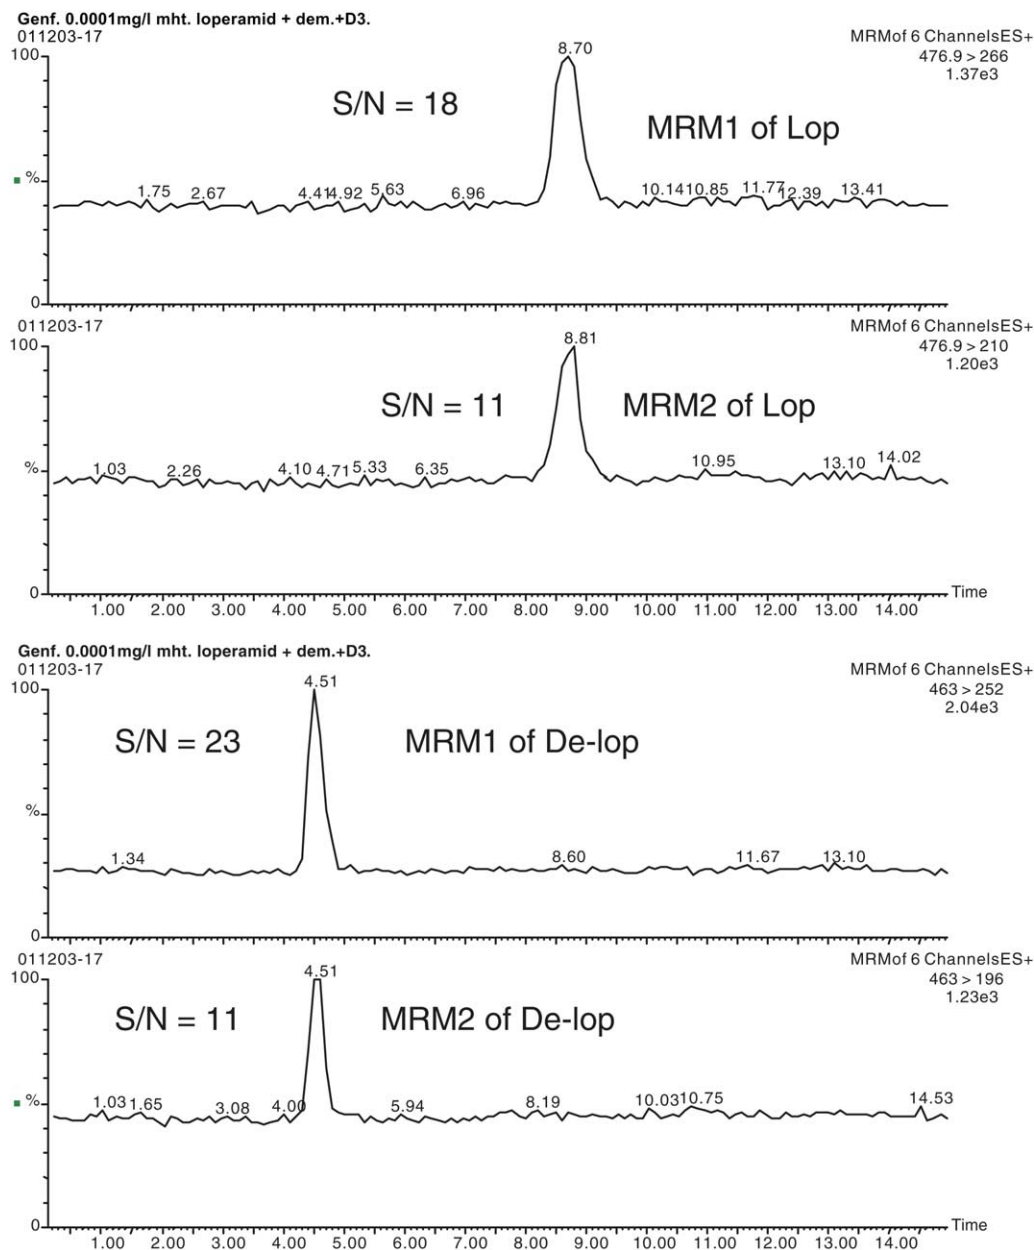 Genf. 0.0001mg/l mht. loperamid + dem.+D3.
011203-17
MRMof 6 ChannelsES+
476.9 > 266
1.37e3
100
8.70
S/N = 18
MRM1 of Lop
%
1.75 2.67 4.41 4.92 5.63 6.96 10.14 10.85 11.77 12.39 13.41
0
011203-17
MRMof 6 ChannelsES+
476.9 > 210
1.20e3
100
8.81
S/N = 11
MRM2 of Lop
%
1.03 2.26 4.10 4.71 5.33 6.35 10.95 13.10 14.02
0
Time
1.00 2.00 3.00 4.00 5.00 6.00 7.00 8.00 9.00 10.00 11.00 12.00 13.00 14.00
Genf. 0.0001mg/l mht. loperamid + dem.+D3.
011203-17
MRMof 6 ChannelsES+
463 > 252
2.04e3
100
4.51
S/N = 23
MRM1 of De-lop
%
1.34 8.60 11.67 13.10
0
011203-17
MRMof 6 ChannelsES+
463 > 196
1.23e3
100
4.51
S/N = 11
MRM2 of De-lop
%
1.03 1.65 3.08 4.00 5.94 8.19 10.03 10.75 14.53
0
Time
1.00 2.00 3.00 4.00 5.00 6.00 7.00 8.00 9.00 10.00 11.00 12.00 13.00 14.00